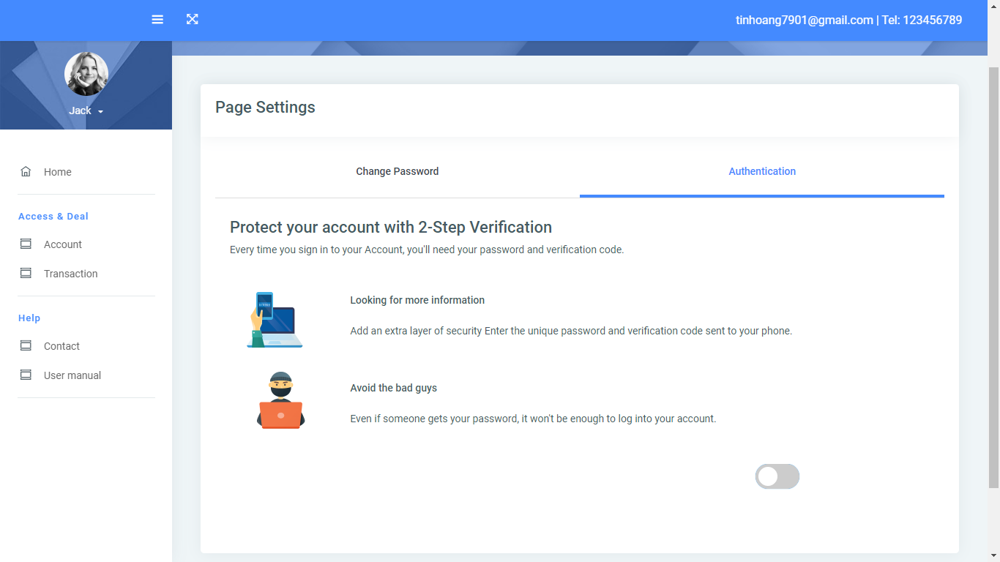 tinhoang7901@gmail.com | Tel: 123456789
Jack
Home
Access & Deal
Account
Transaction
Help
Contact
User manual
Page Settings
Change Password
Authentication
Protect your account with 2-Step Verification
Every time you sign in to your Account, you'll need your password and verification code.
Looking for more information
Add an extra layer of security Enter the unique password and verification code sent to your phone.
Avoid the bad guys
Even if someone gets your password, it won't be enough to log into your account.